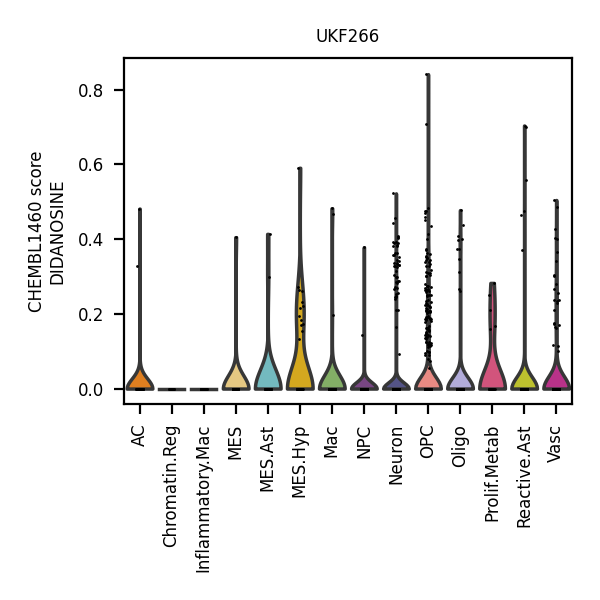 UKF266
CHEMBL1460 score
DIDANOSINE
0.8
0.6
0.4
0.2
0.0
AC
Chromatin.Reg
Inflammatory.Mac
MES
MES.Ast
MES.Hyp
Mac
NPC
Neuron
OPC
Oligo
Prolif.Metab
Reactive.Ast
Vasc